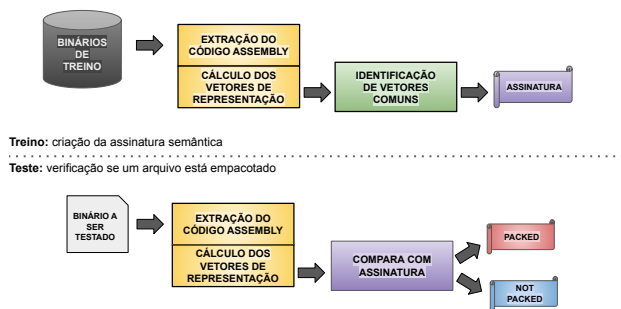 BINÁRIOS
DE
TREINO
EXTRAÇÃO DO
CÓDIGO ASSEMBLY
CÁLCULO DOS
VETORES DE
REPRESENTAÇÃO
IDENTIFICAÇÃO
DE VETORES
COMUNS
ASSINATURA
Treino: criação da assinatura semântica
Teste: verificação se um arquivo está empacotado
BINÁRIO A
SER
TESTADO
EXTRAÇÃO DO
CÓDIGO ASSEMBLY
CÁLCULO DOS
VETORES DE
REPRESENTAÇÃO
COMPARA COM
ASSINATURA
PACKED
NOT
PACKED